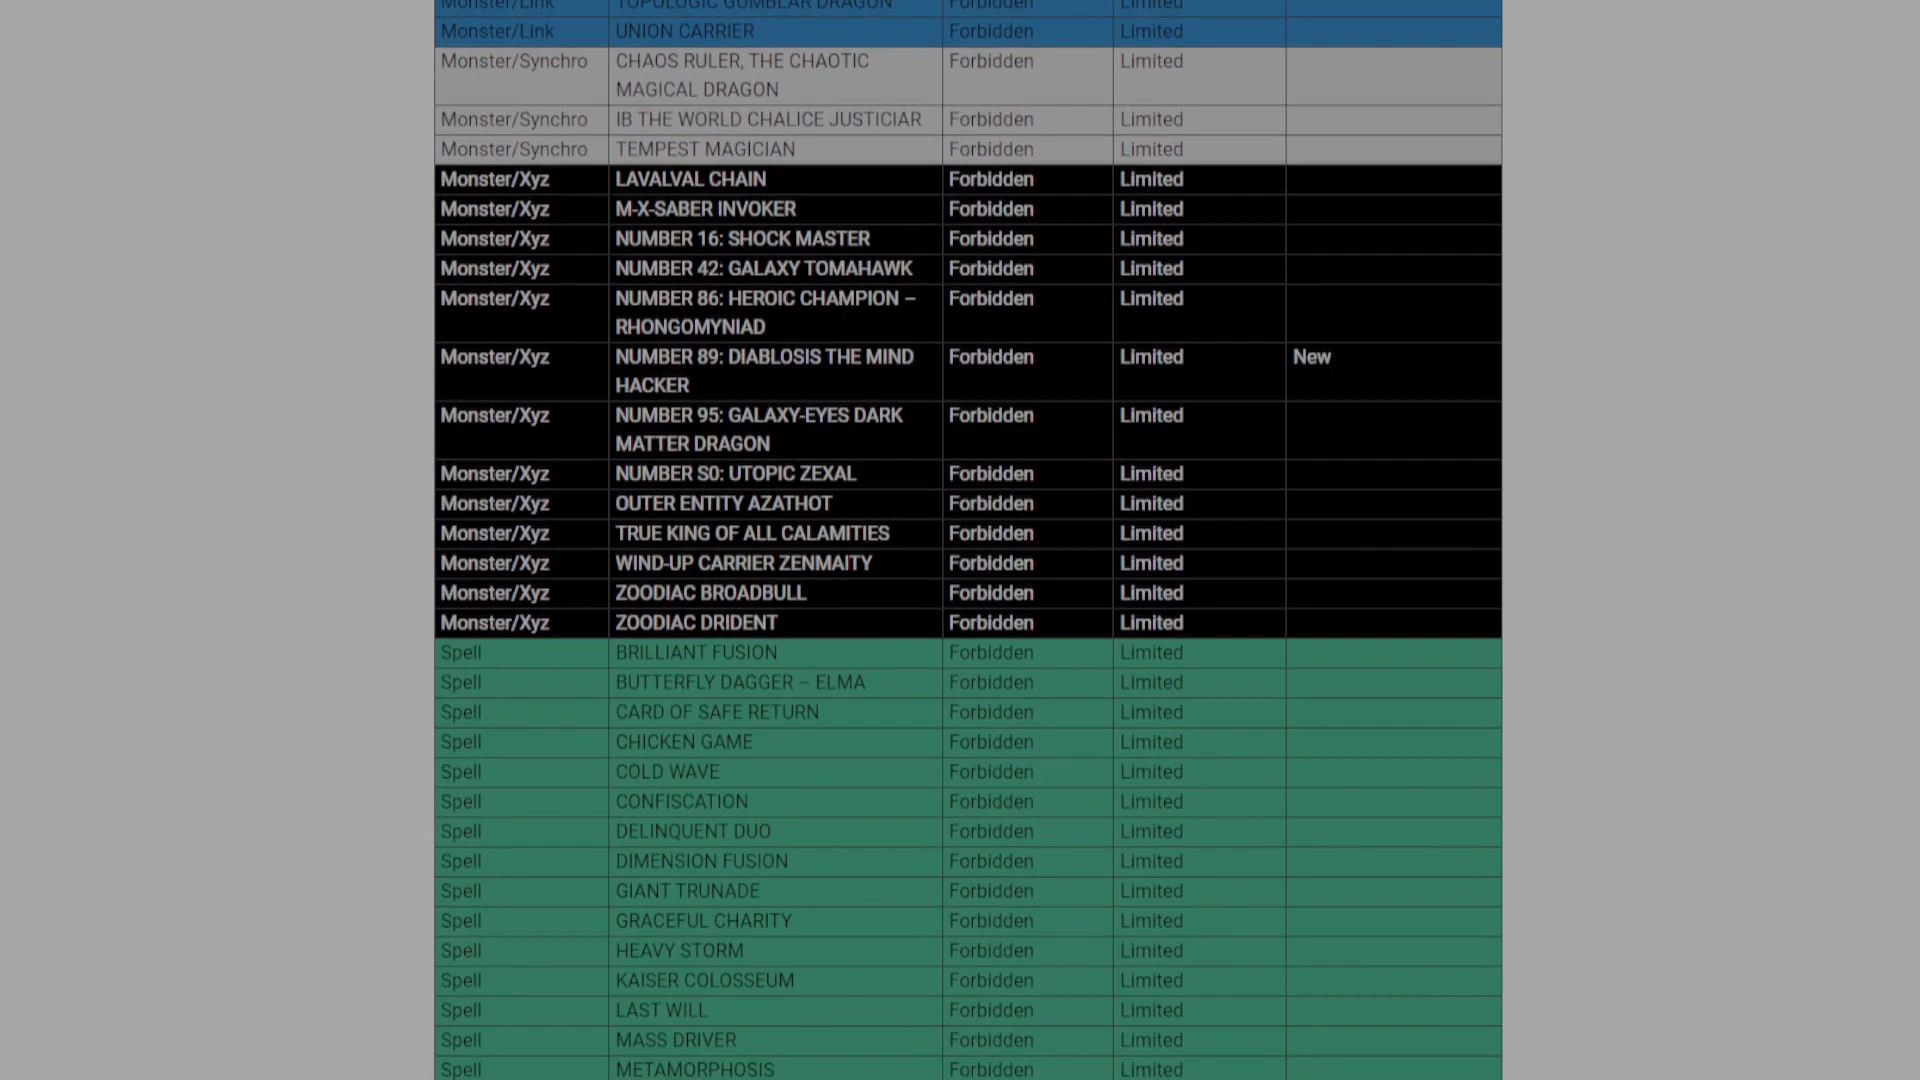 Monster/Link TOPOLOGIC GUMBLAR DRAGON Forbidden Limited
Monster/Link UNION CARRIER Forbidden Limited
Monster/Synchro CHAOS RULER, THE CHAOTIC Forbidden Limited
MAGICAL DRAGON
Monster/Synchro IB THE WORLD CHALICE JUSTICIAR Forbidden Limited
Monster/Synchro TEMPEST MAGICIAN Forbidden Limited
Monster/Xyz LAVALVAL CHAIN Forbidden Limited
Monster/Xyz M-X-SABER INVOKER Forbidden Limited
Monster/Xyz NUMBER 16: SHOCK MASTER Forbidden Limited
Monster/Xyz NUMBER 42: GALAXY TOMAHAWK Forbidden Limited
Monster/Xyz NUMBER 86: HEROIC CHAMPION – Forbidden Limited
RHONGOMYNIAD
Monster/Xyz NUMBER 89: DIABLOSIS THE MIND Forbidden Limited New
HACKER
Monster/Xyz NUMBER 95: GALAXY-EYES DARK Forbidden Limited
MATTER DRAGON
Monster/Xyz NUMBER S0: UTOPIC ZEXAL Forbidden Limited
Monster/Xyz OUTER ENTITY AZATHOT Forbidden Limited
Monster/Xyz TRUE KING OF ALL CALAMITIES Forbidden Limited
Monster/Xyz WIND-UP CARRIER ZENMAITY Forbidden Limited
Monster/Xyz ZOODIAC BROADBULL Forbidden Limited
Monster/Xyz ZOODIAC DRIDENT Forbidden Limited
Spell BRILLIANT FUSION Forbidden Limited
Spell BUTTERFLY DAGGER – ELMA Forbidden Limited
Spell CARD OF SAFE RETURN Forbidden Limited
Spell CHICKEN GAME Forbidden Limited
Spell COLD WAVE Forbidden Limited
Spell CONFISCATION Forbidden Limited
Spell DELINQUENT DUO Forbidden Limited
Spell DIMENSION FUSION Forbidden Limited
Spell GIANT TRUNADE Forbidden Limited
Spell GRACEFUL CHARITY Forbidden Limited
Spell HEAVY STORM Forbidden Limited
Spell KAISER COLOSSEUM Forbidden Limited
Spell LAST WILL Forbidden Limited
Spell MASS DRIVER Forbidden Limited
Spell METAMORPHOSIS Forbidden Limited